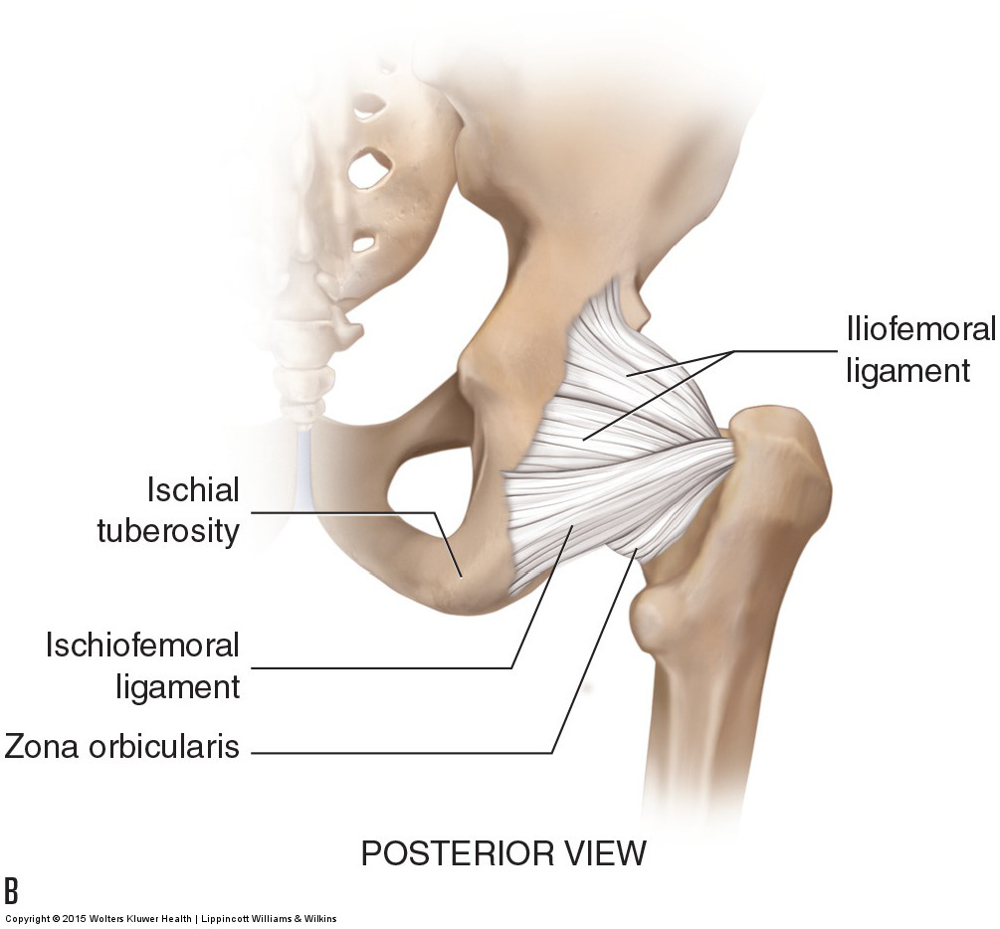 Iliofemoral
ligament
Ischial
tuberosity
Ischiofemoral
ligament
Zona orbicularis
POSTERIOR VIEW
B
Copyright © 2015 Wolters Kluwer Health | Lippincott Williams & Wilkins